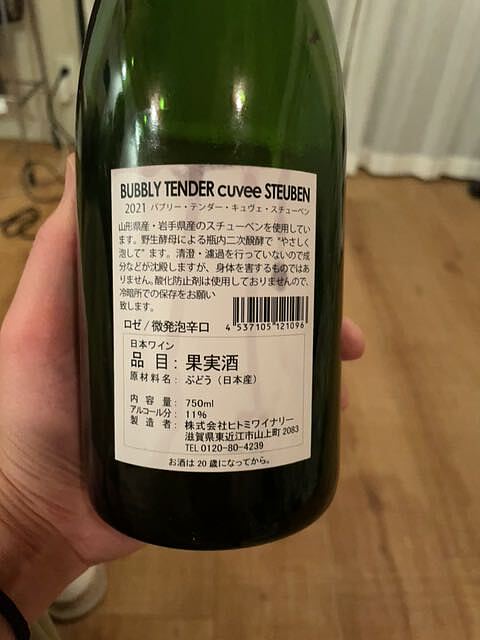 BUBBLY TENDER cuvee STEUBEN
2021 バブリー・テンダー・キュヴェ・スチューベン
山形県産・岩手県産のスチューベンを使用してい
ます。野生酵母による瓶内二次醗酵で "やさしく
泡して" ます。清澄・濾過を行っていないので成
分などが沈殿しますが、身体を害するものではあ
りません。酸化防止剤は使用しておりませんので、
冷暗所での保存をお願い
致します。
ロゼ / 微発泡辛口
4 537105 121096
日本ワイン
品 目: 果実酒
原材料名: ぶどう(日本産)
内 容 量: 750ml
アルコール分: 11%
製 造 者: 株式会社ヒトミワイナリー
滋賀県東近江市山上町 2083
TEL 0120-80-4239
お酒は 20 歳になってから。